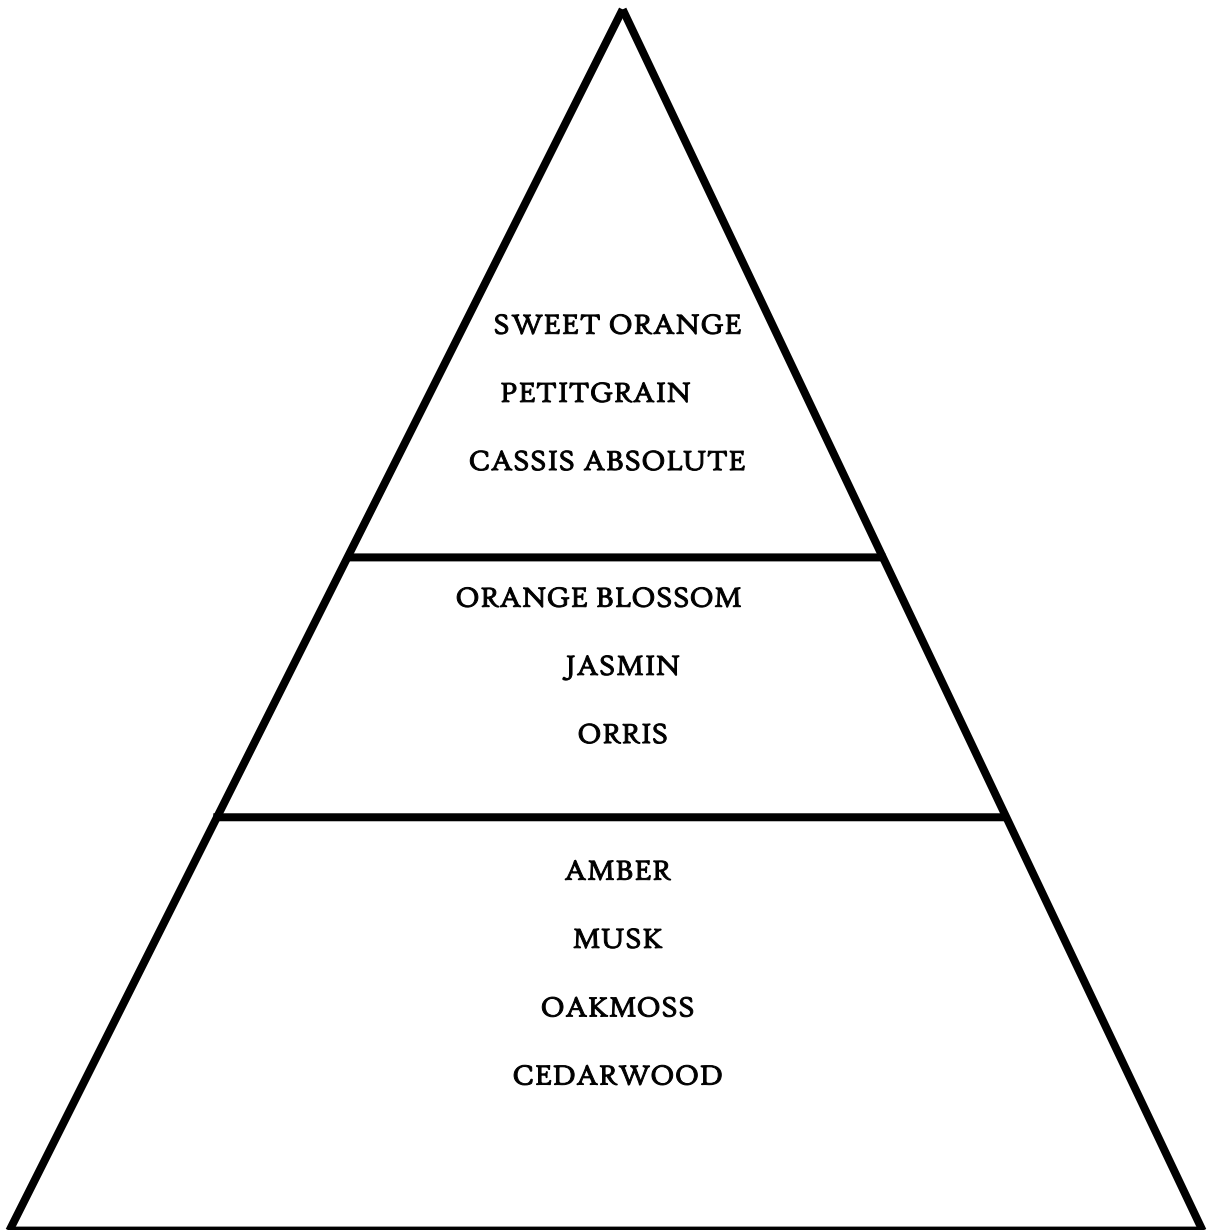 SWEET ORANGE
PETITGRAIN
CASSIS ABSOLUTE
ORANGE BLOSSOM
JASMIN
ORRIS
AMBER
MUSK
OAKMOSS
CEDARWOOD